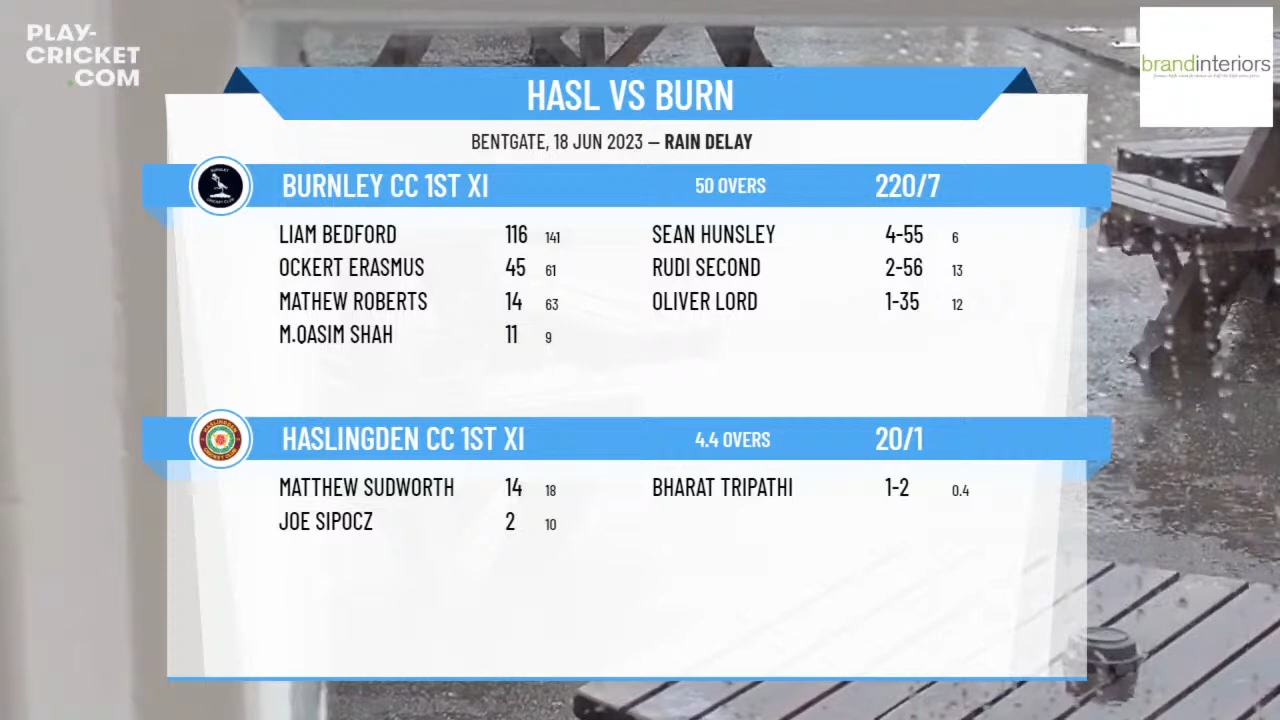 PLAY-
CRICKET
.COM
brandinteriors
HASL VS BURN
BENTGATE, 18 JUN 2023 – RAIN DELAY
BURNLEY CC 1ST XI 50 OVERS 220/7
LIAM BEDFORD 116 141 SEAN HUNSLEY 4-55 6
OCKERT ERASMUS 45 61 RUDI SECOND 2-56 13
MATHEW ROBERTS 14 63 OLIVER LORD 1-35 12
M.QASIM SHAH 11 9
HASLINGDEN CC 1ST XI 4.4 OVERS 20/1
MATTHEW SUDWORTH 14 18 BHARAT TRIPATHI 1-2 0.4
JOE SIPOCZ 2 10